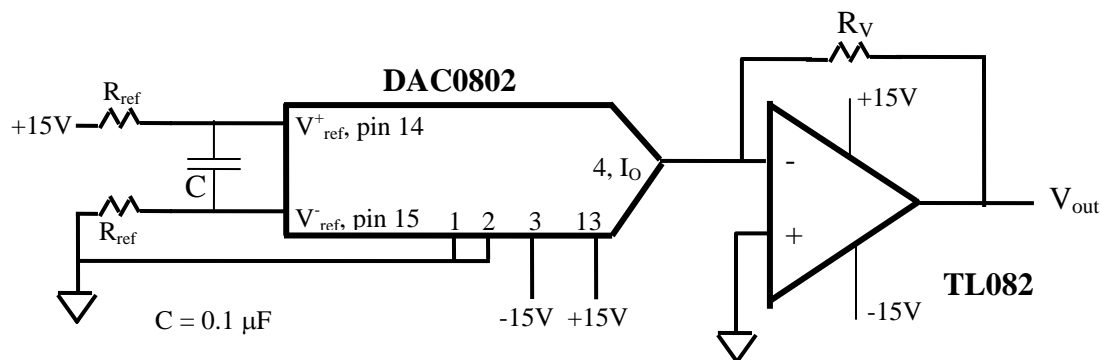 R_V
DAC0802
R_ref
+15V
+15V
V⁺_ref, pin 14
4, I_O
-
C
V⁻_ref, pin 15
1 2 3 13
R_ref
+
V_out
TL082
C = 0.1 μF
-15V +15V
-15V